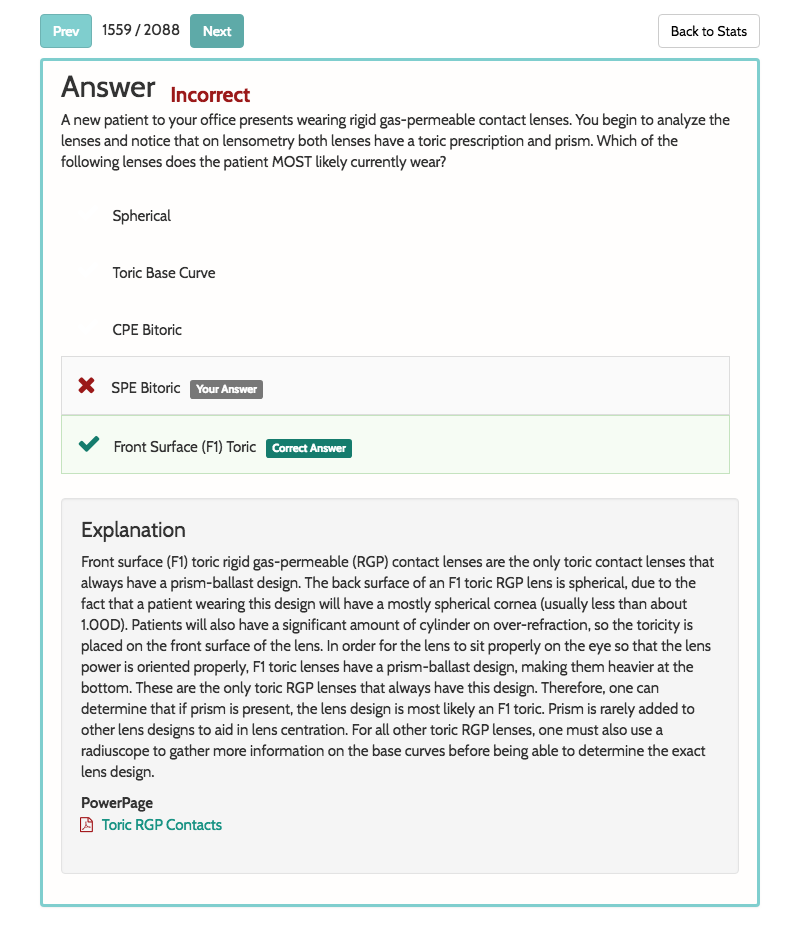 Prev 1559 / 2088 Next Back to Stats
Answer Incorrect
A new patient to your office presents wearing rigid gas-permeable contact lenses. You begin to analyze the
lenses and notice that on lensometry both lenses have a toric prescription and prism. Which of the
following lenses does the patient MOST likely currently wear?
Spherical
Toric Base Curve
CPE Bitoric
SPE Bitoric Your Answer
Front Surface (F1) Toric Correct Answer
Explanation
Front surface (F1) toric rigid gas-permeable (RGP) contact lenses are the only toric contact lenses that
always have a prism-ballast design. The back surface of an F1 toric RGP lens is spherical, due to the
fact that a patient wearing this design will have a mostly spherical cornea (usually less than about
1.00D). Patients will also have a significant amount of cylinder on over-refraction, so the toricity is
placed on the front surface of the lens. In order for the lens to sit properly on the eye so that the lens
power is oriented properly, F1 toric lenses have a prism-ballast design, making them heavier at the
bottom. These are the only toric RGP lenses that always have this design. Therefore, one can
determine that if prism is present, the lens design is most likely an F1 toric. Prism is rarely added to
other lens designs to aid in lens centration. For all other toric RGP lenses, one must also use a
radiuscope to gather more information on the base curves before being able to determine the exact
lens design.
PowerPage
Toric RGP Contacts